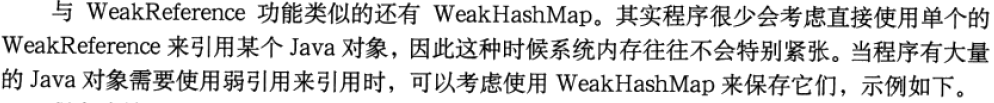 与 WeakReference 功能类似的还有 WeakHashMap。其实程序很少会考虑直接使用单个的
WeakReference 来引用某个 Java 对象，因此这种时候系统内存往往不会特别紧张。当程序有大量
的 Java 对象需要使用弱引用来引用时，可以考虑使用 WeakHashMap 来保存它们，示例如下。